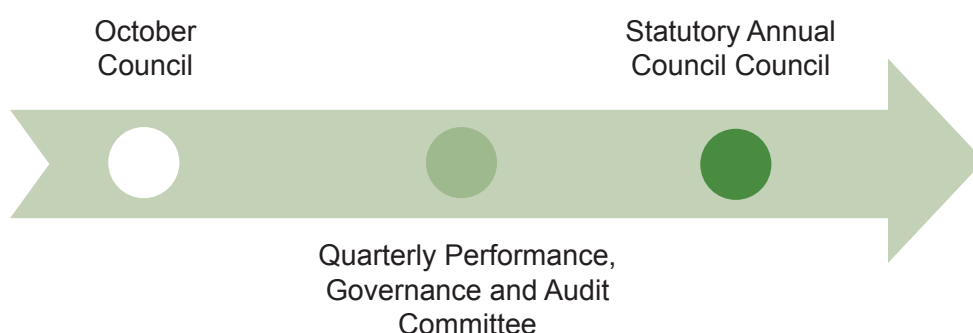 October
Council
Statutory Annual
Council Council
Quarterly Performance,
Governance and Audit
Committee